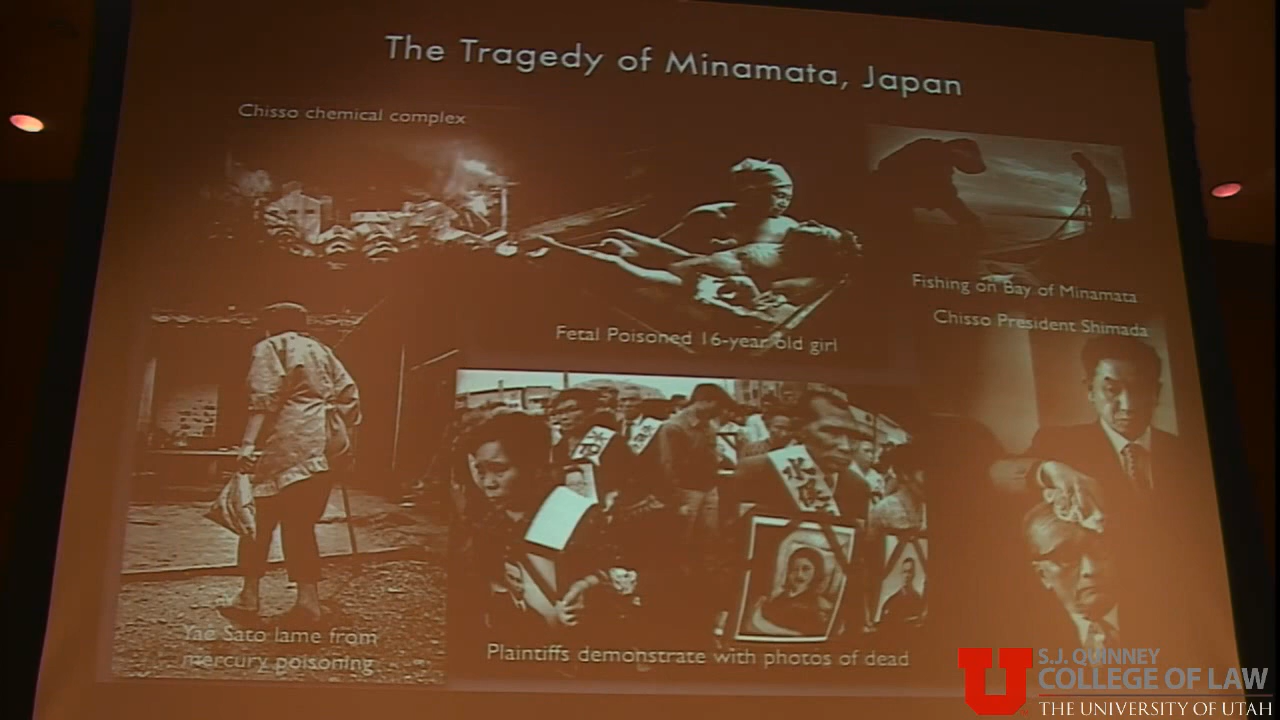 The Tragedy of Minamata, Japan
Chisso chemical complex
Fishing on Bay of Minamata
Fetal Poisoned 16-year old girl
Chisso President Shimada
Yae Sato lame from
mercury poisoning
Plaintiffs demonstrate with photos of dead
U
S.J. QUINNEY
COLLEGE OF LAW
THE UNIVERSITY OF UTAH